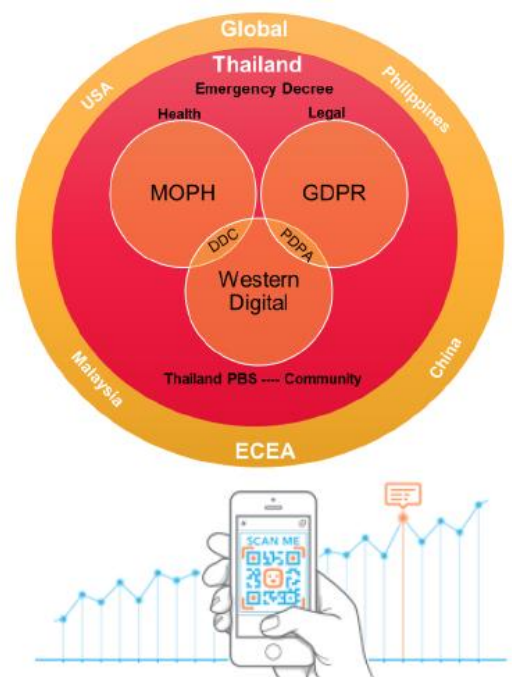 Global
Thailand
Emergency Decree
USA
Philippines
Health
Legal
MOPH
GDPR
DDC
PDPA
Western
Digital
Thailand PBS ---- Community
Malaysia
China
ECEA
SCAN ME